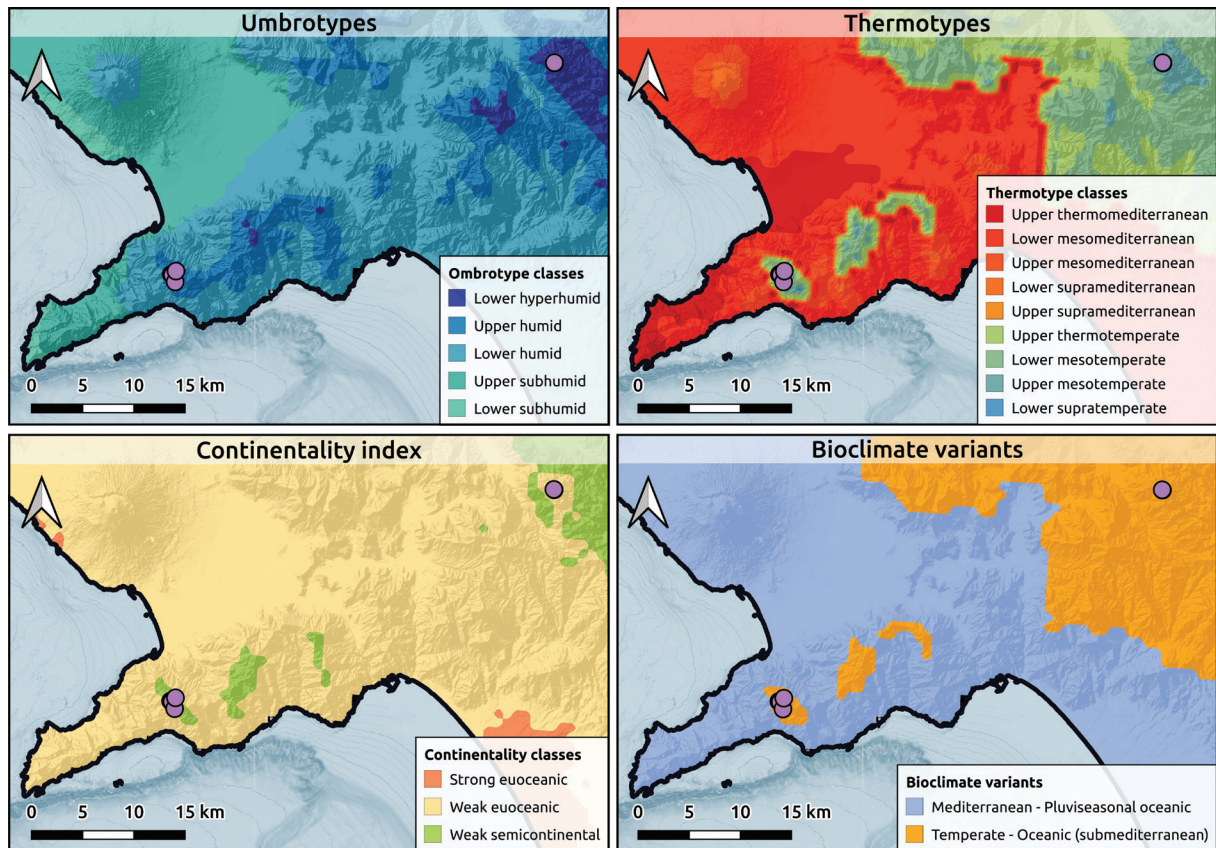 Umbrotypes
0 5 10 15 km
Ombrotype classes
Lower hyperhumid
Upper humid
Lower humid
Upper subhumid
Lower subhumid
Thermotypes
0 5 10 15 km
Thermotype classes
Upper thermomediterranean
Lower mesomediterranean
Upper mesomediterranean
Lower supramediterranean
Upper supramediterranean
Upper thermotemperate
Lower mesotemperate
Upper mesotemperate
Lower supratemperate
Continentality index
0 5 10 15 km
Continentality classes
Strong euoceanic
Weak euoceanic
Weak semicontinental
Bioclimate variants
0 5 10 15 km
Bioclimate variants
Mediterranean - Pluviseasonal oceanic
Temperate - Oceanic (submediterranean)